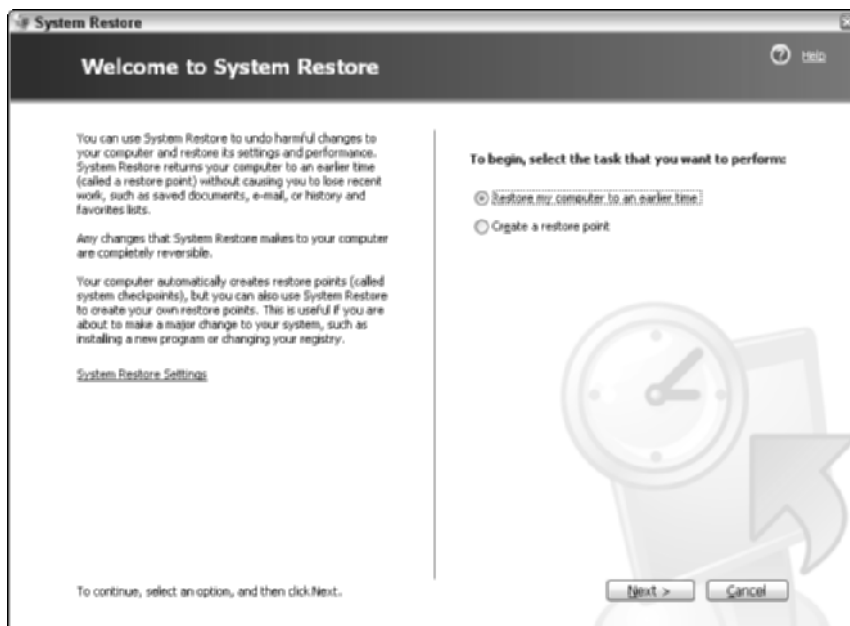 System Restore
Welcome to System Restore
Help
You can use System Restore to undo harmful changes to
your computer and restore its settings and performance.
System Restore returns your computer to an earlier time
(called a restore point) without causing you to lose recent
work, such as saved documents, e-mail, or history and
favorites lists.
Any changes that System Restore makes to your computer
are completely reversible.
Your computer automatically creates restore points (called
system checkpoints), but you can also use System Restore
to create your own restore points. This is useful if you are
about to make a major change to your system, such as
installing a new program or changing your registry.
System Restore Settings
To begin, select the task that you want to perform:
Restore my computer to an earlier time
Create a restore point
To continue, select an option, and then click Next.
Next >
Cancel